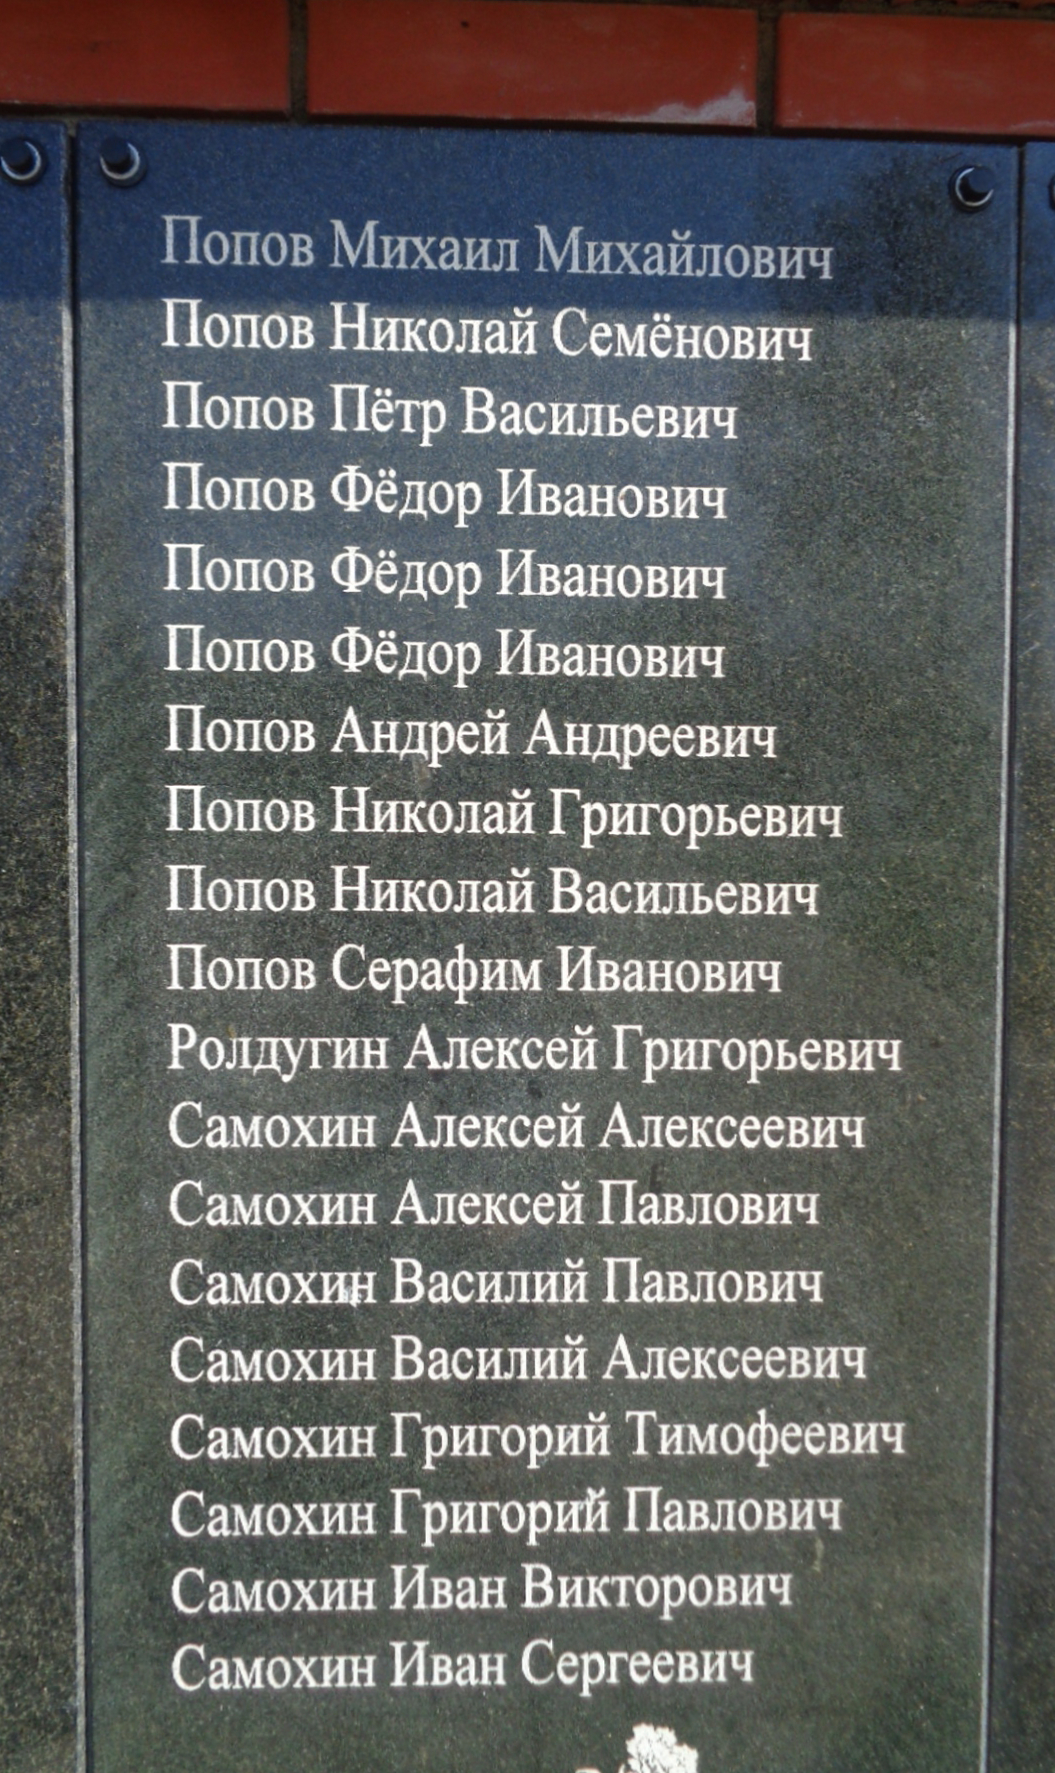 Попов Михаил Михайлович
Попов Николай Семёнович
Попов Пётр Васильевич
Попов Фёдор Иванович
Попов Фёдор Иванович
Попов Фёдор Иванович
Попов Андрей Андреевич
Попов Николай Григорьевич
Попов Николай Васильевич
Попов Серафим Иванович
Ролдугин Алексей Григорьевич
Самохин Алексей Алексеевич
Самохин Алексей Павлович
Самохин Василий Павлович
Самохин Василий Алексеевич
Самохин Григорий Тимофеевич
Самохин Григорий Павлович
Самохин Иван Викторович
Самохин Иван Сергеевич